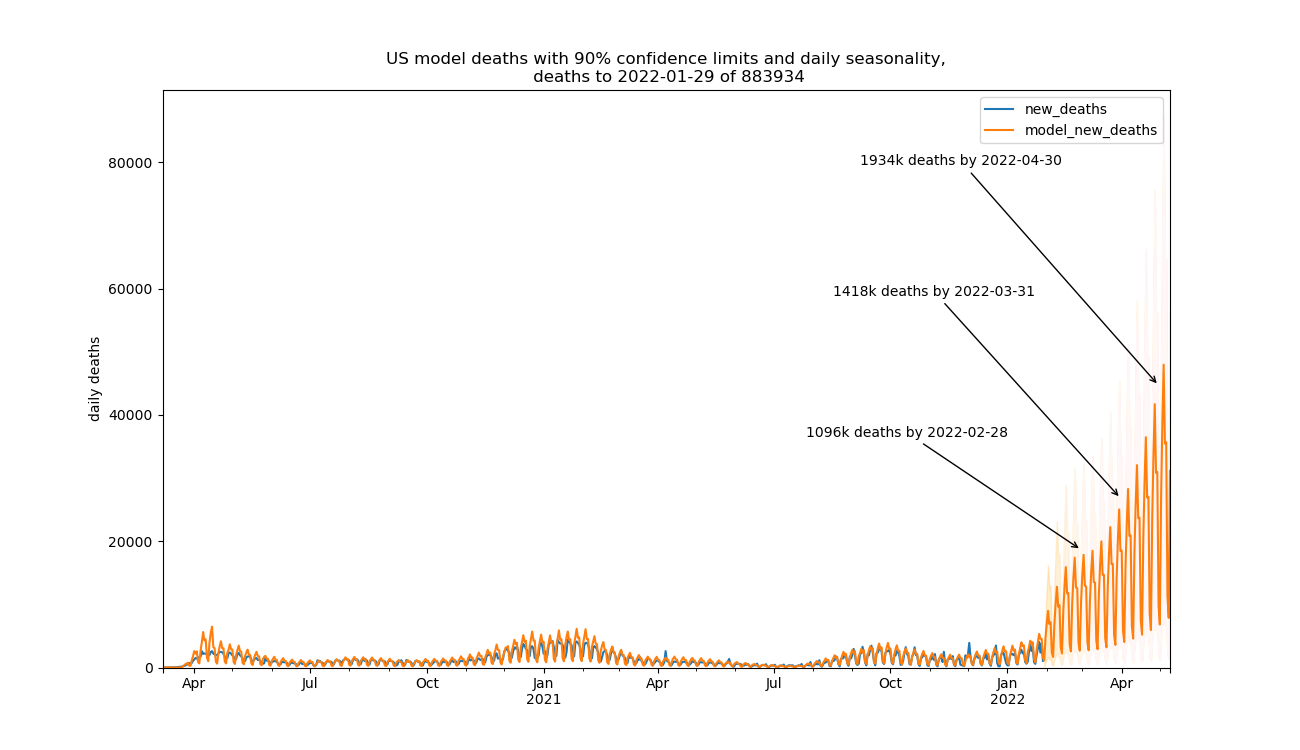 US model deaths with 90% confidence limits and daily seasonality,
deaths to 2022-01-29 of 883934
new_deaths
model_new_deaths
1934k deaths by 2022-04-30
1418k deaths by 2022-03-31
1096k deaths by 2022-02-28
daily deaths
80000
60000
40000
20000
0
Apr Jul Oct Jan Apr Jul Oct Jan Apr
2021 2022